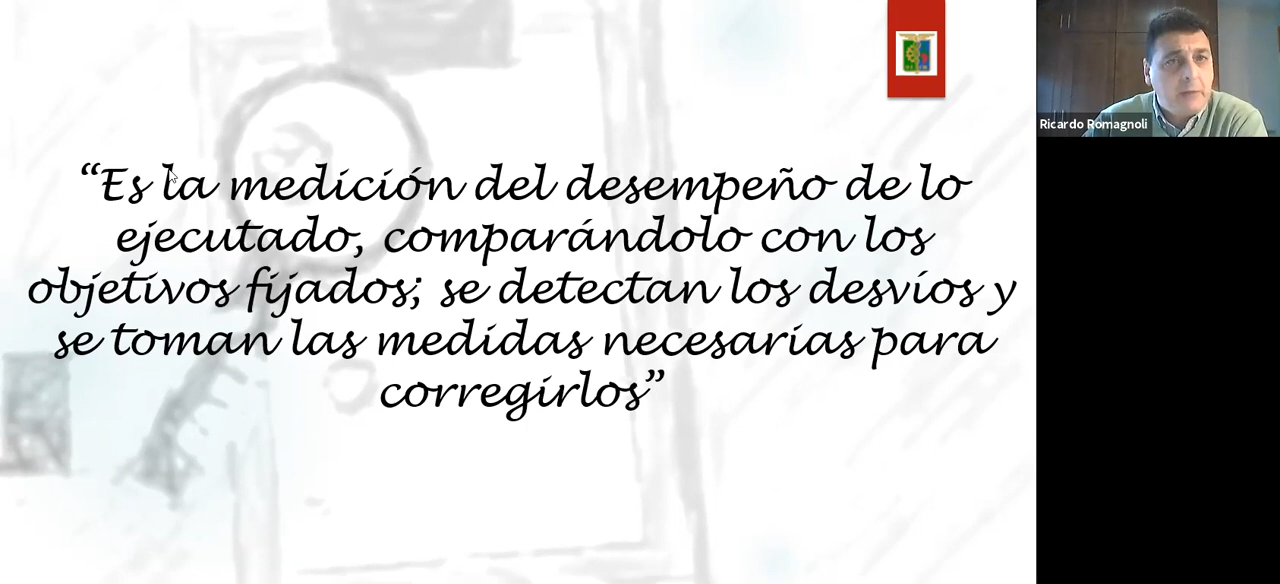 “Es la medición del desempeño de lo
ejecutado, comparándolo con los
objetivos fijados; se detectan los desvíos y
se toman las medidas necesarias para
corregirlos”
Ricardo Romagnoli